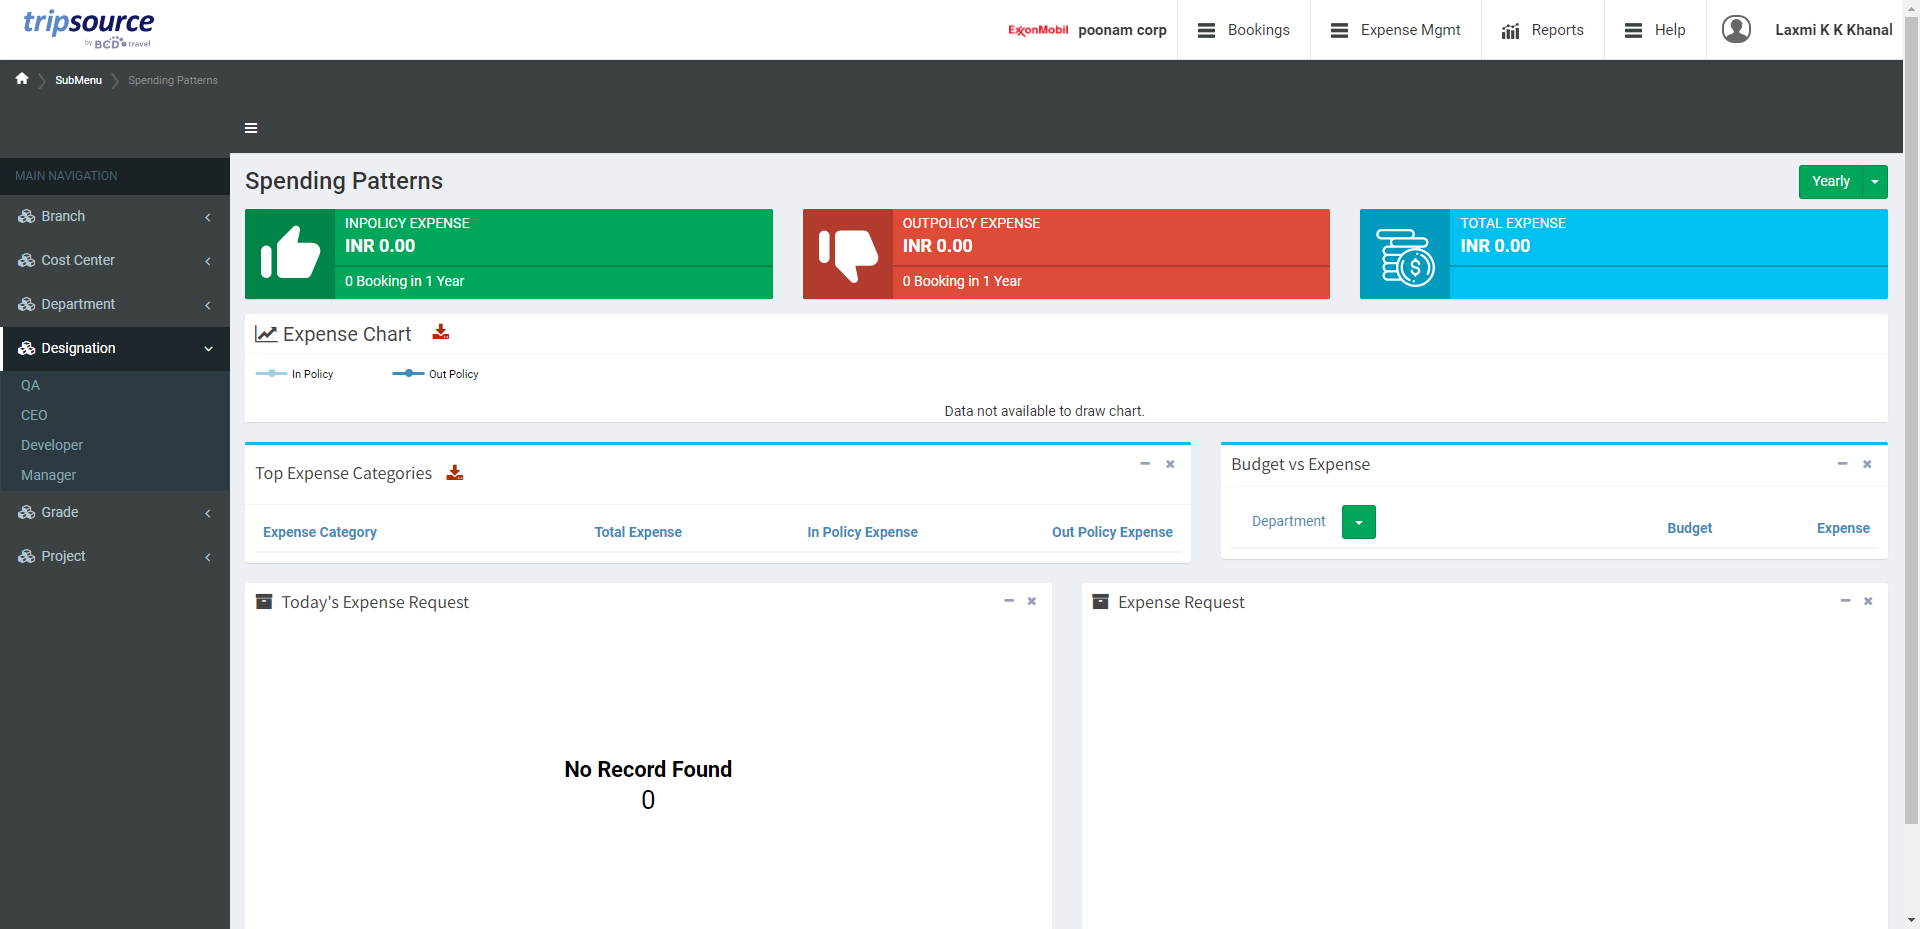 tripsource
by BCD travel
ExxonMobil poonam corp
Bookings
Expense Mgmt
Reports
Help
Laxmi K K Khanal
SubMenu
Spending Patterns
MAIN NAVIGATION
Branch
Cost Center
Department
Designation
QA
CEO
Developer
Manager
Grade
Project
Spending Patterns
Yearly
INPOLICY EXPENSE
INR 0.00
0 Booking in 1 Year
OUTPOLICY EXPENSE
INR 0.00
0 Booking in 1 Year
TOTAL EXPENSE
INR 0.00
Expense Chart
In Policy
Out Policy
Data not available to draw chart.
Top Expense Categories
Expense Category
Total Expense
In Policy Expense
Out Policy Expense
Budget vs Expense
Department
Budget
Expense
Today's Expense Request
No Record Found
0
Expense Request